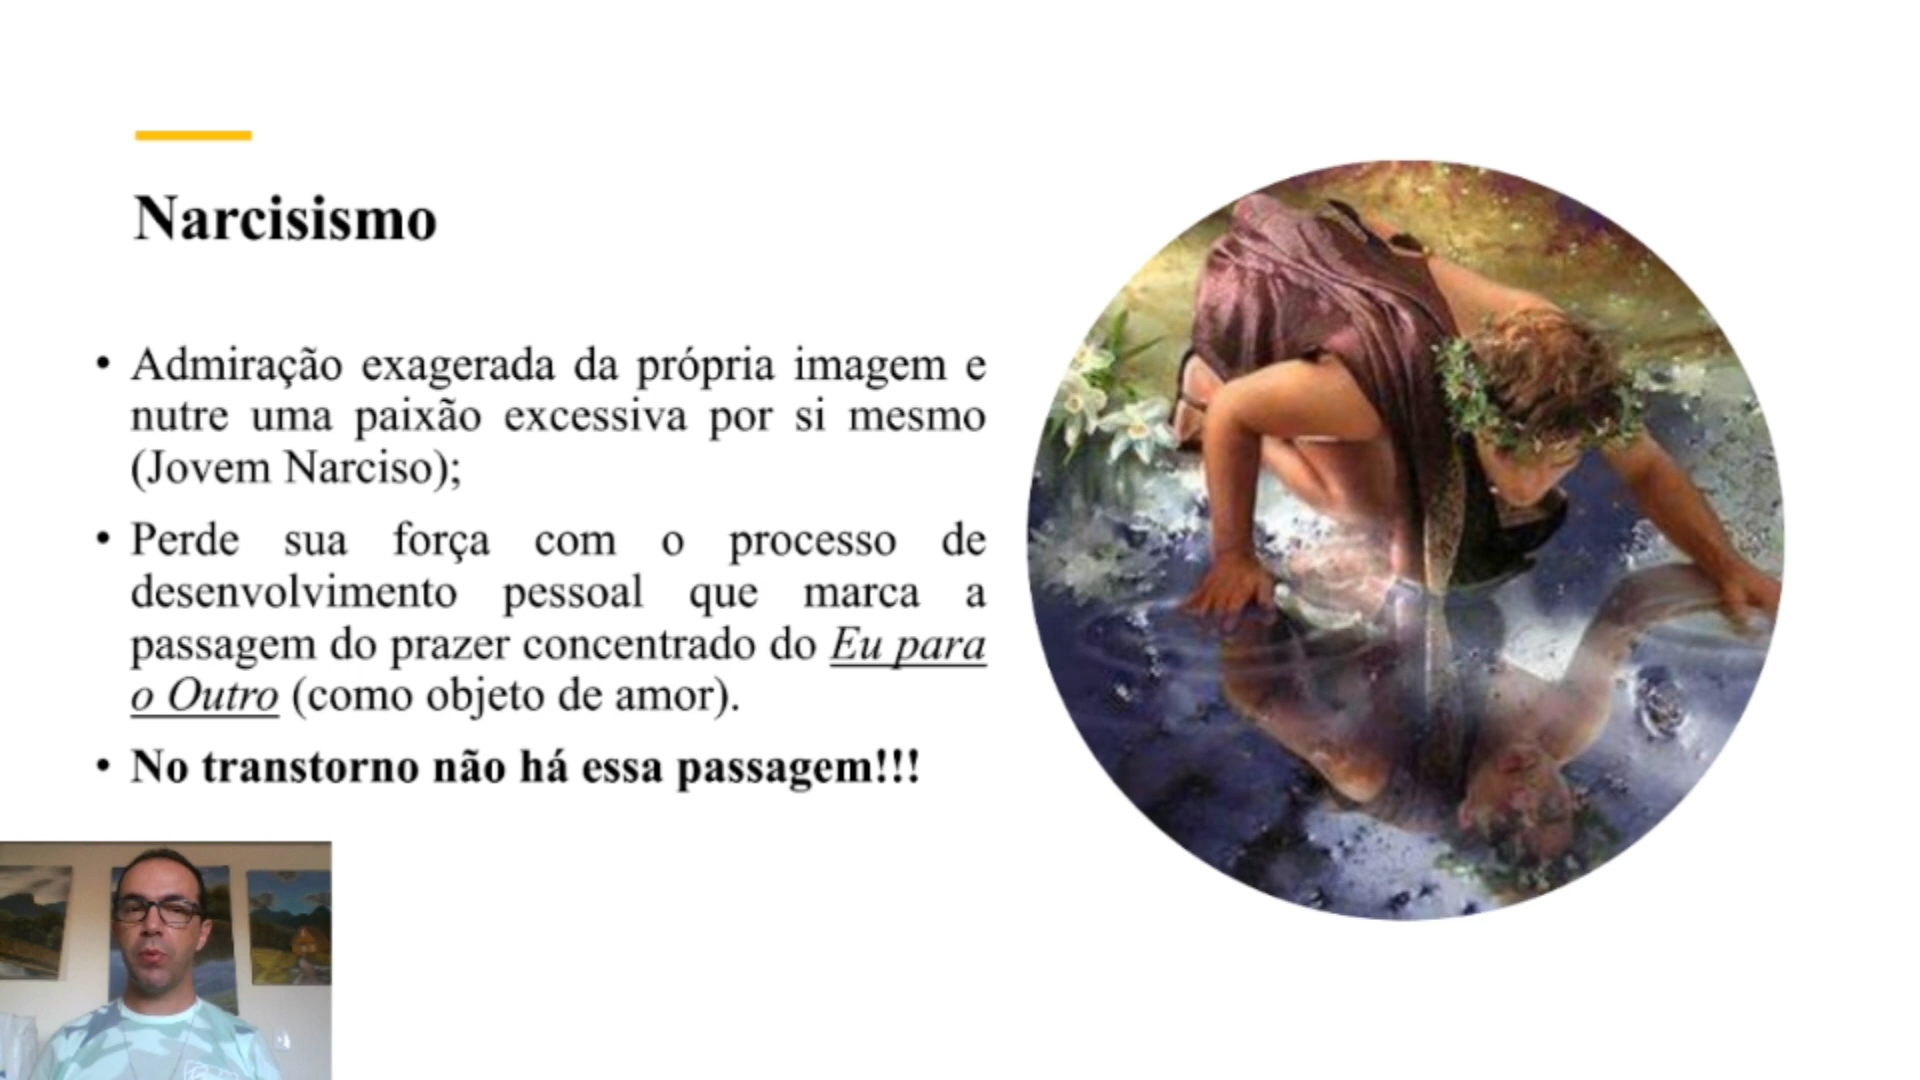 Narcisismo
• Admiração exagerada da própria imagem e
nutre uma paixão excessiva por si mesmo
(Jovem Narciso);
• Perde sua força com o processo de
desenvolvimento pessoal que marca a
passagem do prazer concentrado do Eu para
o Outro (como objeto de amor).
• No transtorno não há essa passagem!!!